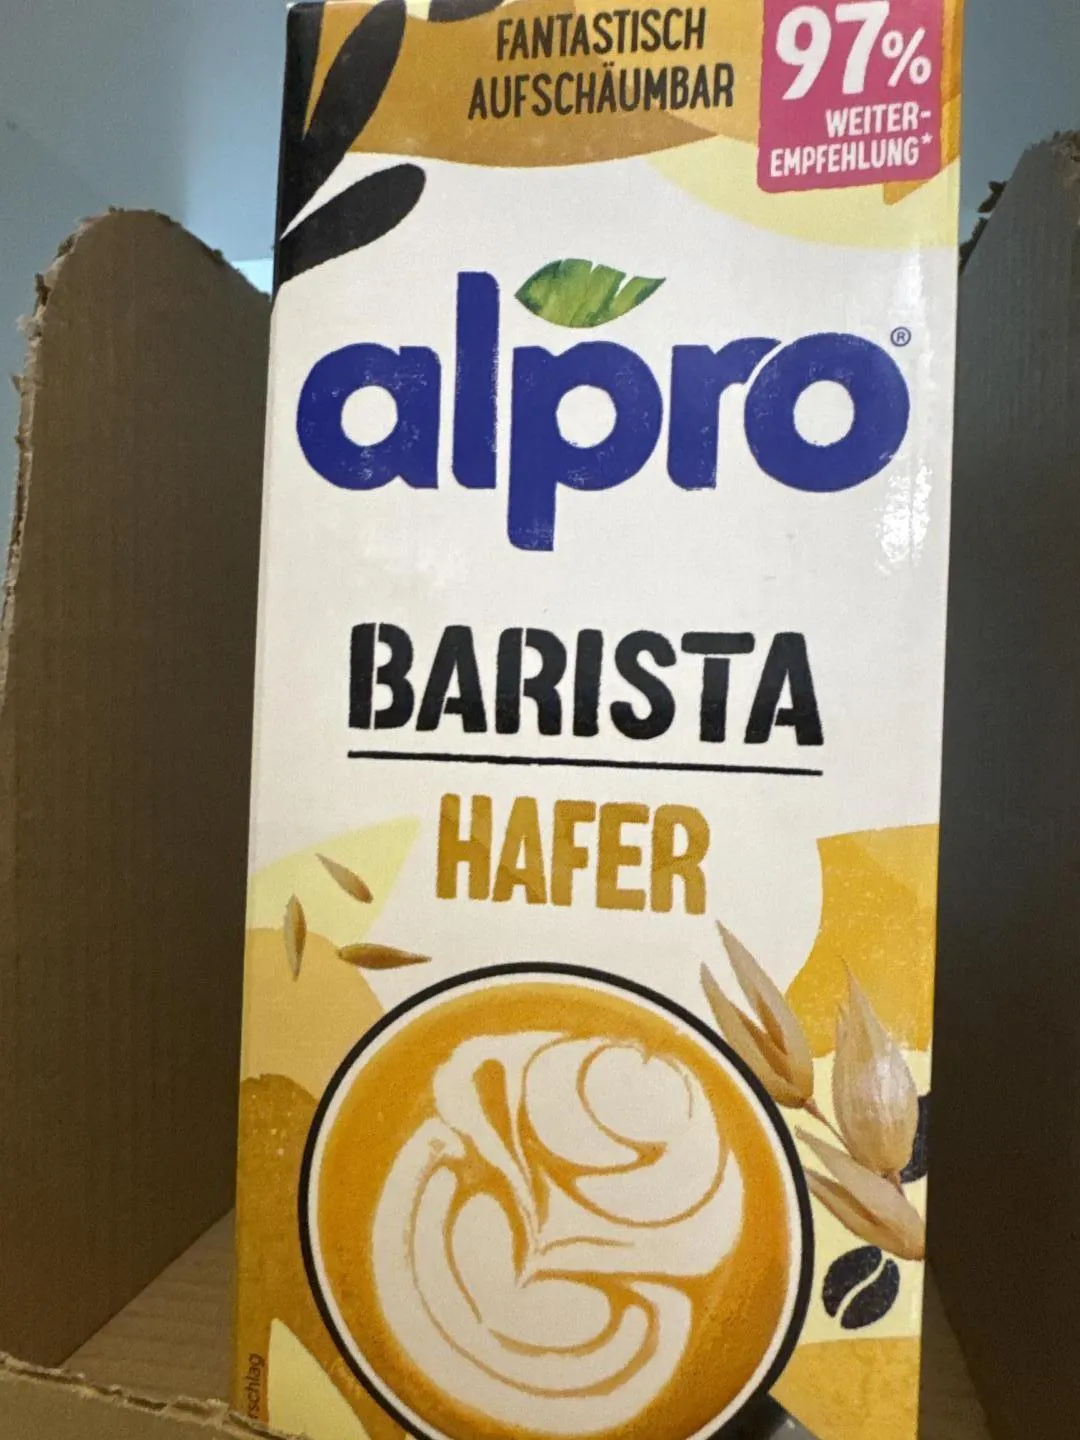 FANTASTISCH
AUFSCHÄUMBAR
97%
WEITER-
EMPFEHLUNG*
alpro®
BARISTA
HAFER